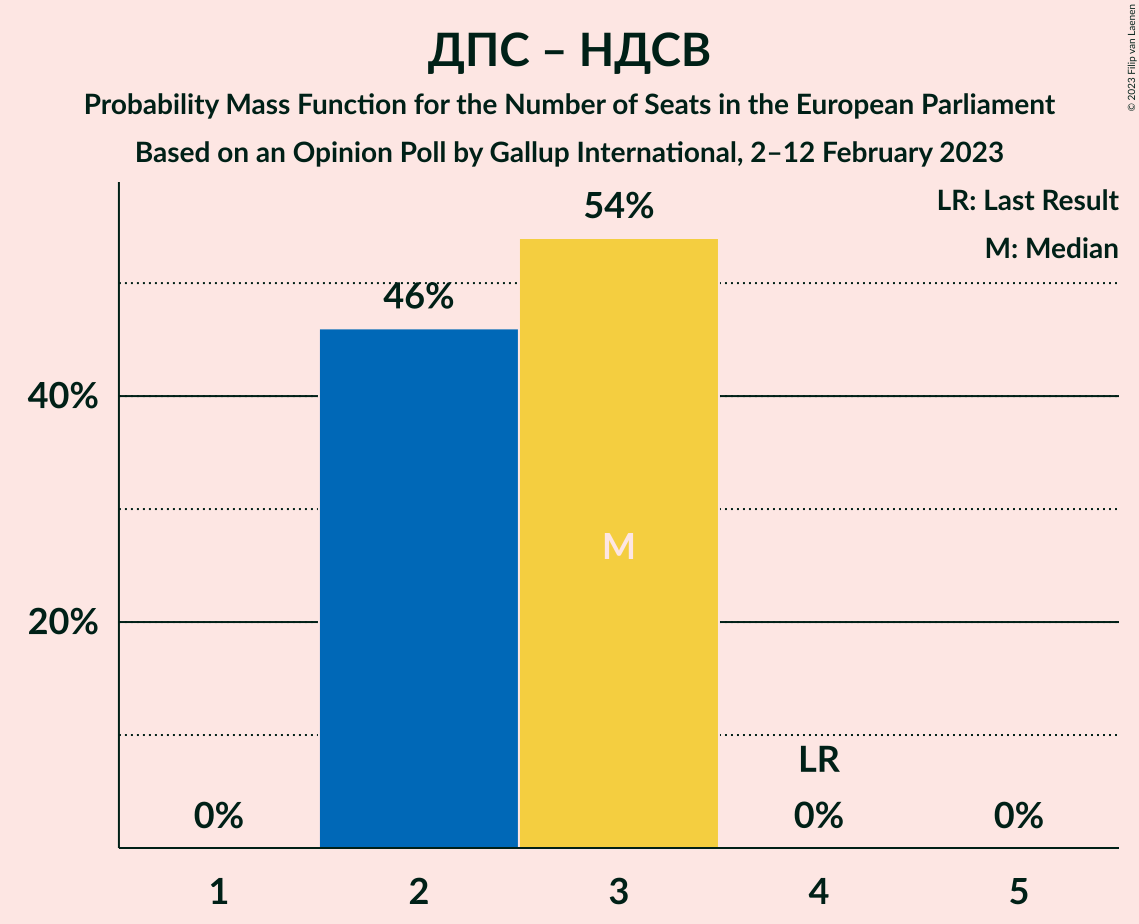 ДПС – НДСВ
Probability Mass Function for the Number of Seats in the European Parliament
Based on an Opinion Poll by Gallup International, 2–12 February 2023
© 2023 Filip van Laenen
LR: Last Result
M: Median
54%
46%
40%
M
20%
LR
0%
0%
0%
1
2
3
4
5